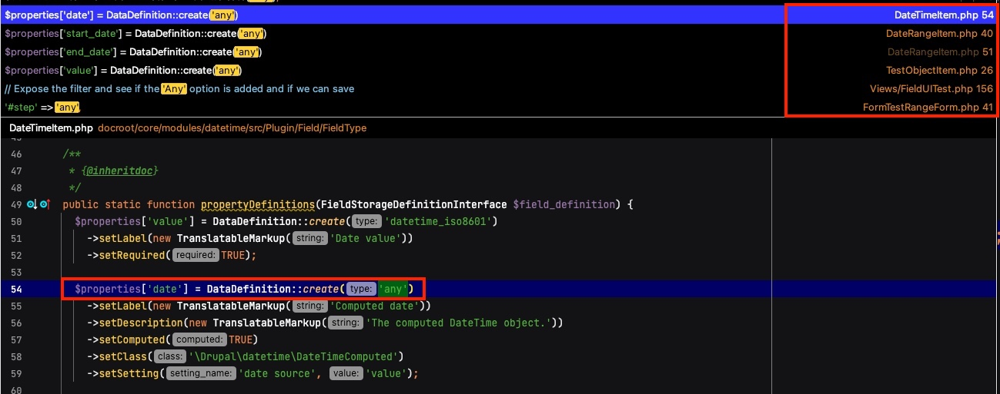 $properties['date'] = DataDefinition::create('any') DateTimeItem.php 54
$properties['start_date'] = DataDefinition::create('any') DateRangeItem.php 40
$properties['end_date'] = DataDefinition::create('any') DateRangeItem.php 51
$properties['value'] = DataDefinition::create('any') TestObjectItem.php 26
// Expose the filter and see if the 'Any' option is added and if we can save Views/FieldUITest.php 156
'#step' => 'any', FormTestRangeForm.php 41
DateTimeItem.php docroot/core/modules/datetime/src/Plugin/Field/FieldType
46 /**
47 * {@inheritdoc}
48 */
49 public static function propertyDefinitions(FieldStorageDefinitionInterface $field_definition) {
50 $properties['value'] = DataDefinition::create( type: 'datetime_iso8601')
51 ->setLabel(new TranslatableMarkup( string: 'Date value'))
52 ->setRequired( required: TRUE);
53
54 $properties['date'] = DataDefinition::create( type: 'any')
55 ->setLabel(new TranslatableMarkup( string: 'Computed date'))
56 ->setDescription(new TranslatableMarkup( string: 'The computed DateTime object.'))
57 ->setComputed( computed: TRUE)
58 ->setClass( class: '\Drupal\datetime\DateTimeComputed')
59 ->setSetting( setting_name: 'date source', value: 'value');
60